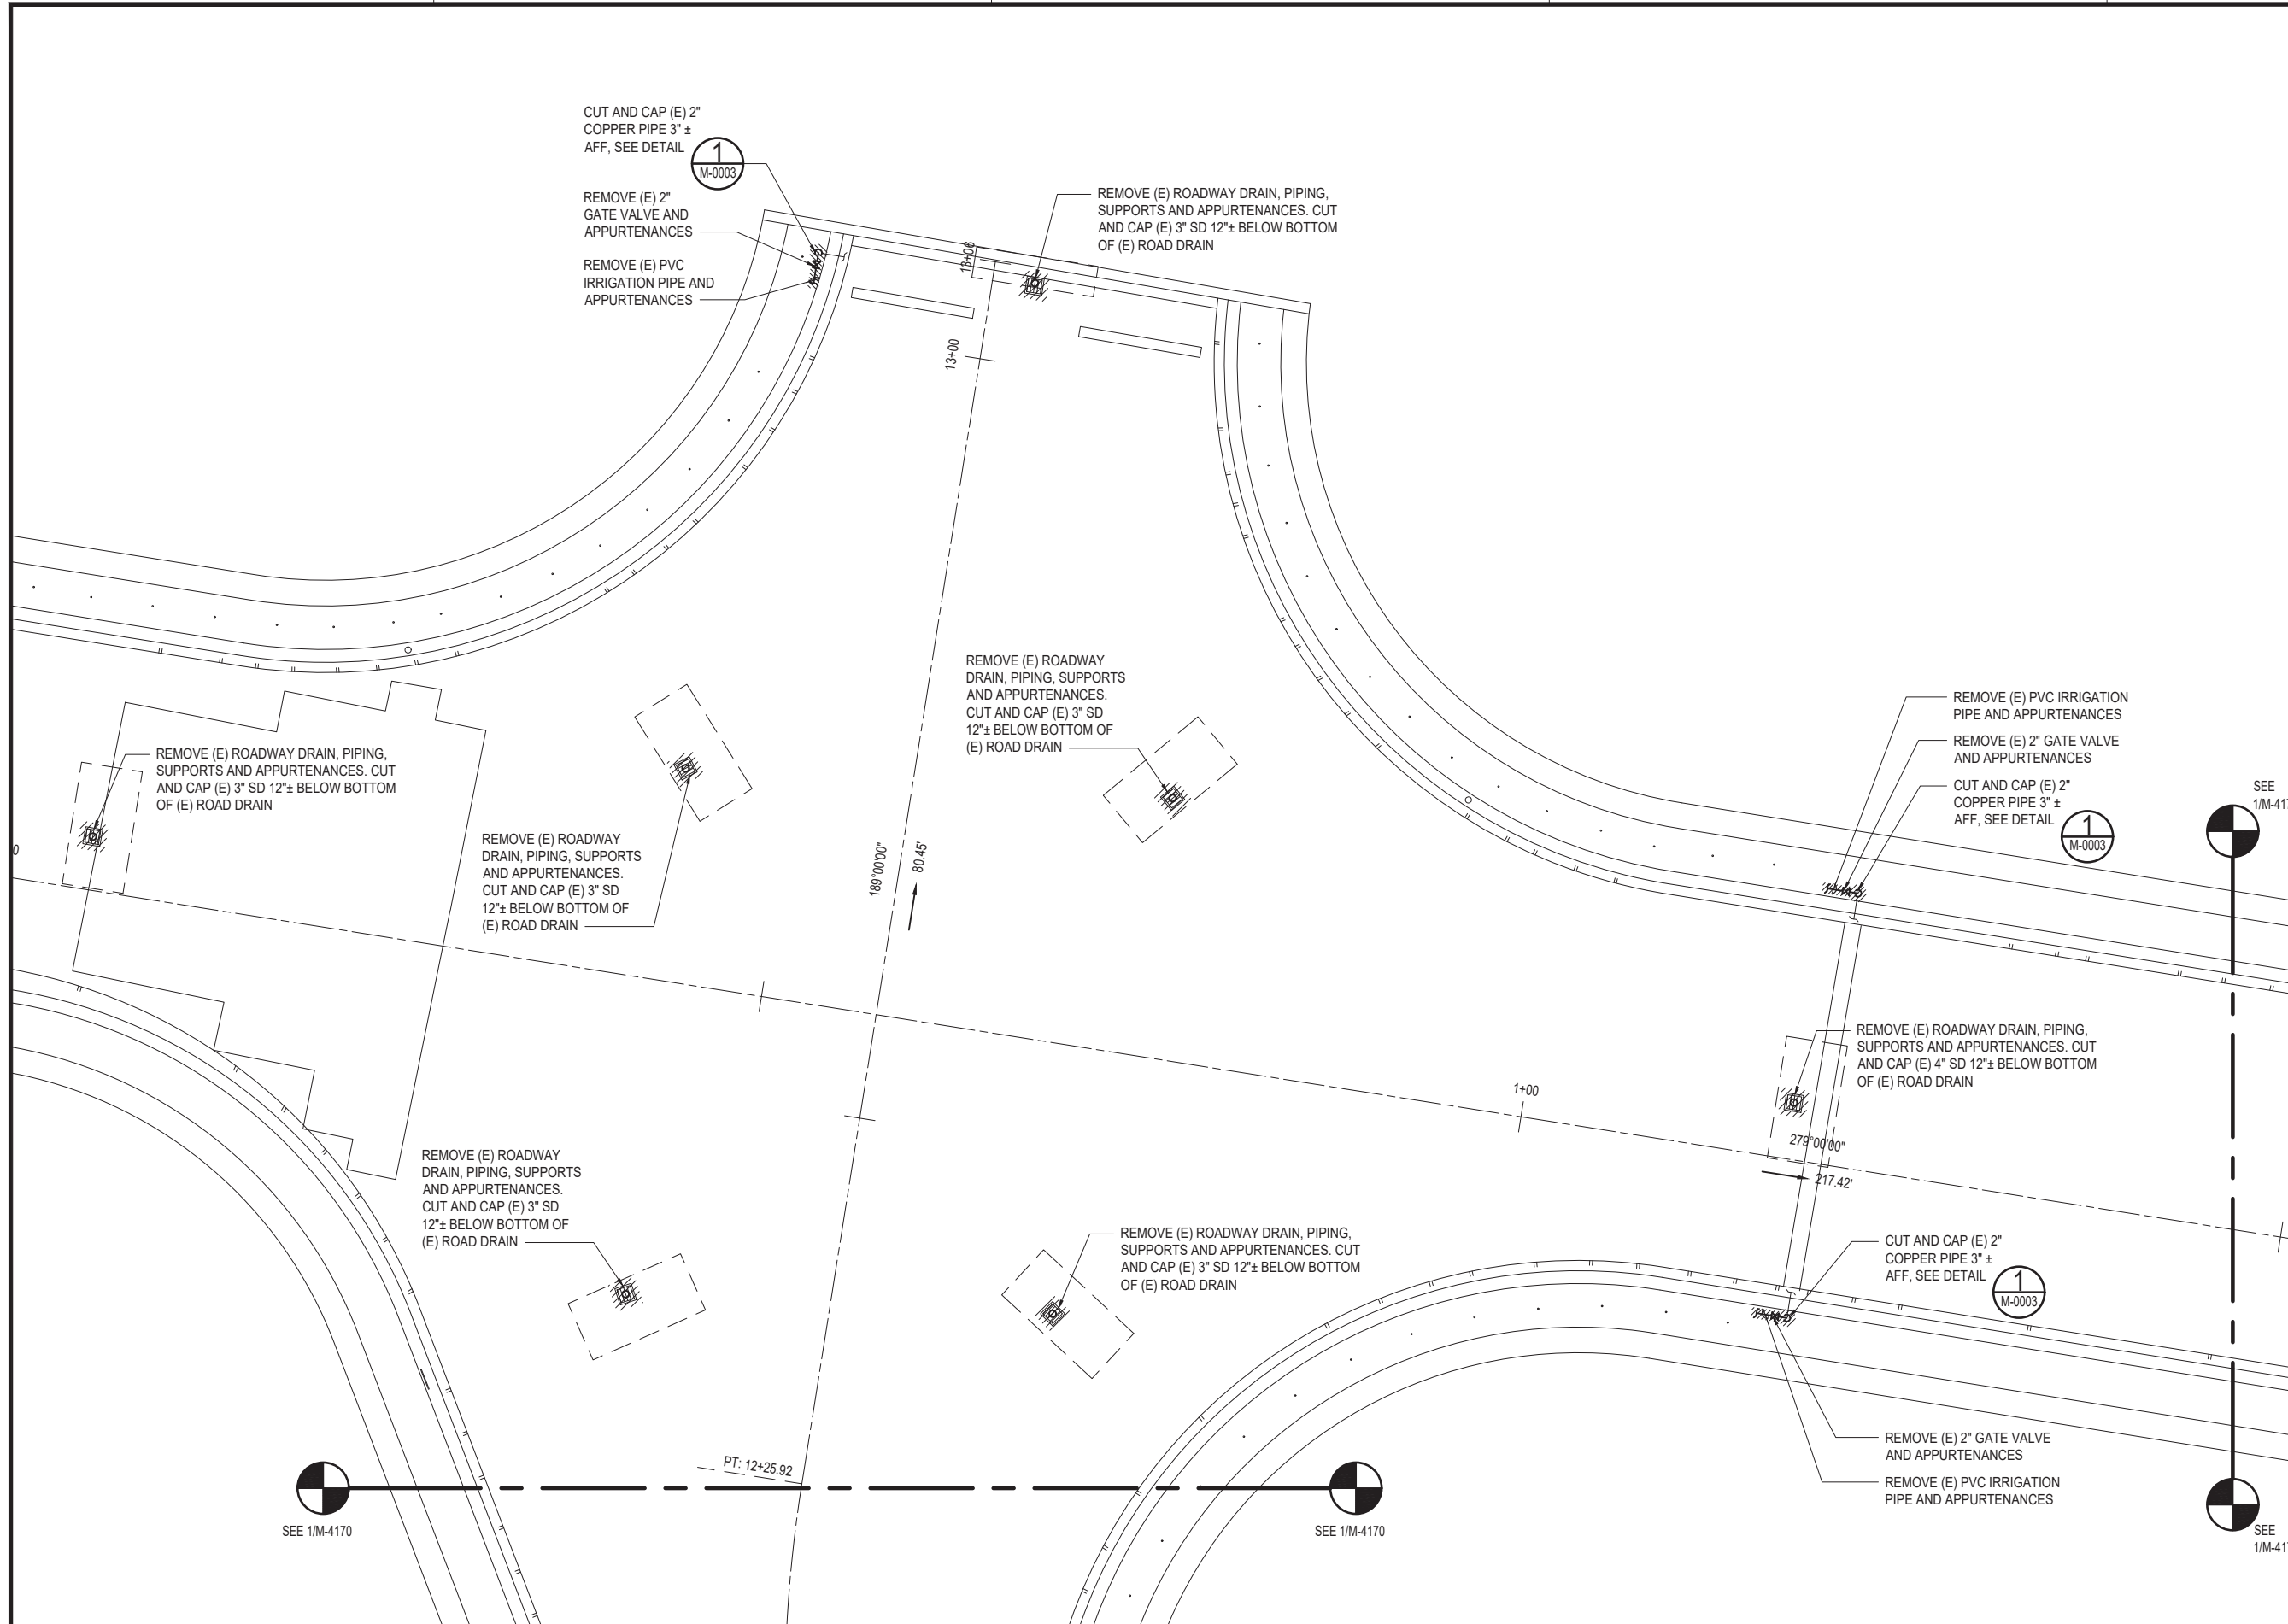 CUT AND CAP (E) 2"
COPPER PIPE 3" ±
AFF, SEE DETAIL
1
M-0003
REMOVE (E) 2"
GATE VALVE AND
APPURTENANCES
REMOVE (E) PVC
IRRIGATION PIPE AND
APPURTENANCES
REMOVE (E) ROADWAY DRAIN, PIPING,
SUPPORTS AND APPURTENANCES. CUT
AND CAP (E) 3" SD 12"± BELOW BOTTOM
OF (E) ROAD DRAIN
13+06
13+00
REMOVE (E) ROADWAY
DRAIN, PIPING, SUPPORTS
AND APPURTENANCES.
CUT AND CAP (E) 3" SD
12"± BELOW BOTTOM OF
(E) ROAD DRAIN
REMOVE (E) PVC IRRIGATION
PIPE AND APPURTENANCES
REMOVE (E) 2" GATE VALVE
AND APPURTENANCES
CUT AND CAP (E) 2"
COPPER PIPE 3" ±
AFF, SEE DETAIL
1
M-0003
SEE
REMOVE (E) ROADWAY DRAIN, PIPING,
SUPPORTS AND APPURTENANCES. CUT
AND CAP (E) 3" SD 12"± BELOW BOTTOM
OF (E) ROAD DRAIN
0
REMOVE (E) ROADWAY
DRAIN, PIPING, SUPPORTS
AND APPURTENANCES.
CUT AND CAP (E) 3" SD
12"± BELOW BOTTOM OF
(E) ROAD DRAIN
189°00'00"
80.45'
REMOVE (E) ROADWAY DRAIN, PIPING,
SUPPORTS AND APPURTENANCES. CUT
AND CAP (E) 4" SD 12"± BELOW BOTTOM
OF (E) ROAD DRAIN
1+00
279°00'00"
217.42'
REMOVE (E) ROADWAY
DRAIN, PIPING, SUPPORTS
AND APPURTENANCES.
CUT AND CAP (E) 3" SD
12"± BELOW BOTTOM OF
(E) ROAD DRAIN
REMOVE (E) ROADWAY DRAIN, PIPING,
SUPPORTS AND APPURTENANCES. CUT
AND CAP (E) 3" SD 12"± BELOW BOTTOM
OF (E) ROAD DRAIN
CUT AND CAP (E) 2"
COPPER PIPE 3" ±
AFF, SEE DETAIL
1
M-0003
REMOVE (E) 2" GATE VALVE
AND APPURTENANCES
REMOVE (E) PVC IRRIGATION
PIPE AND APPURTENANCES
PT: 12+25.92
SEE 1/M-4170
SEE 1/M-4170
SEE